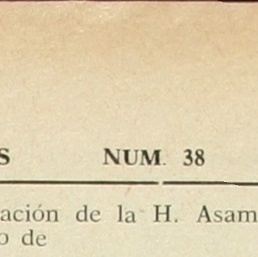 S NUM. 38
ación de la H. Asam
o de